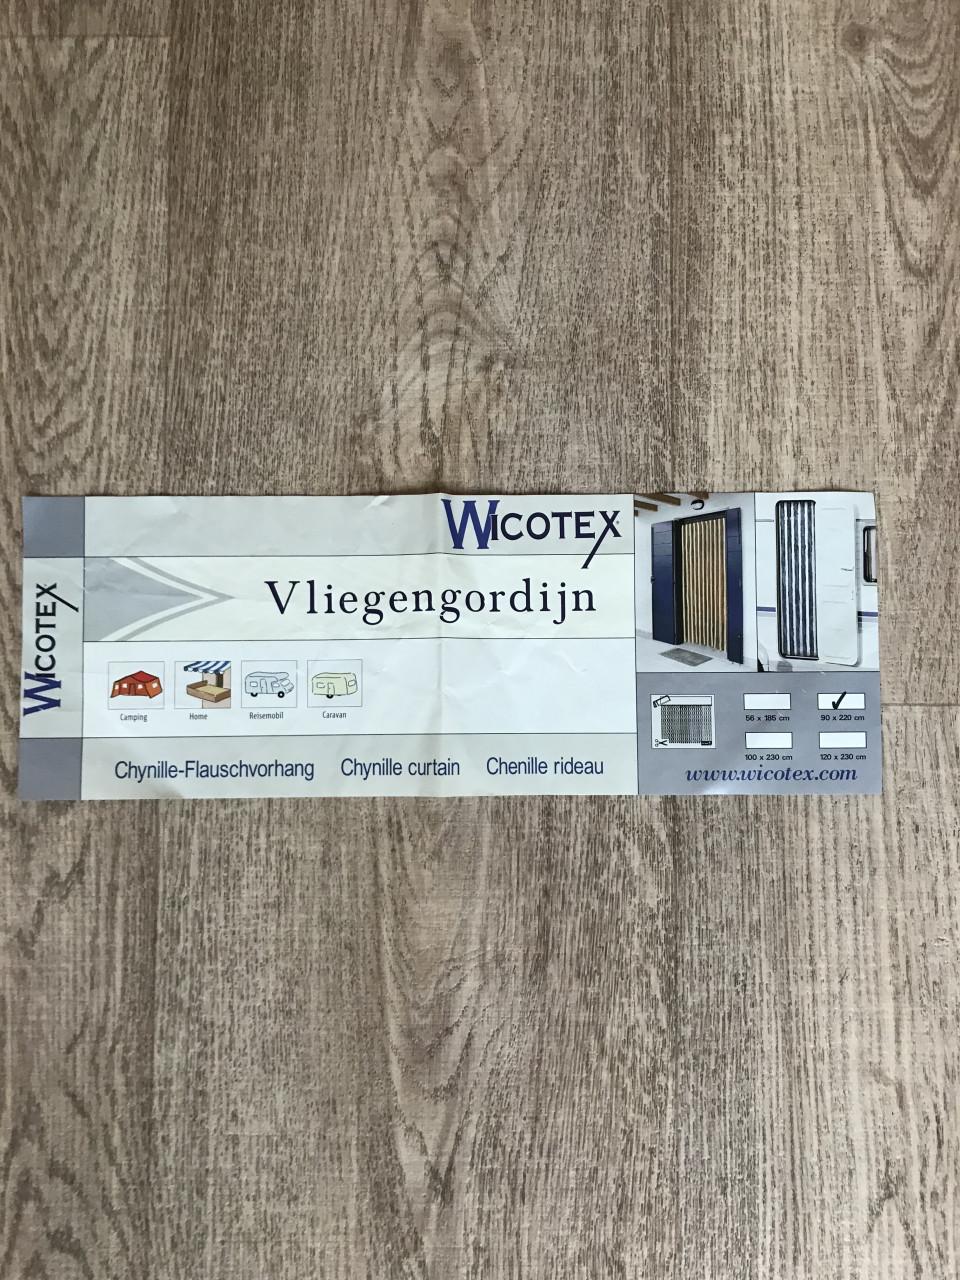 WICOTEX
WICOTEX
Vliegengordijn
Camping Home Reisemobil Caravan
Chynille-Flauschvorhang Chynille curtain Chenille rideau
56 x 185 cm 90 x 220 cm
100 x 230 cm 120 x 230 cm
www.wicotex.com